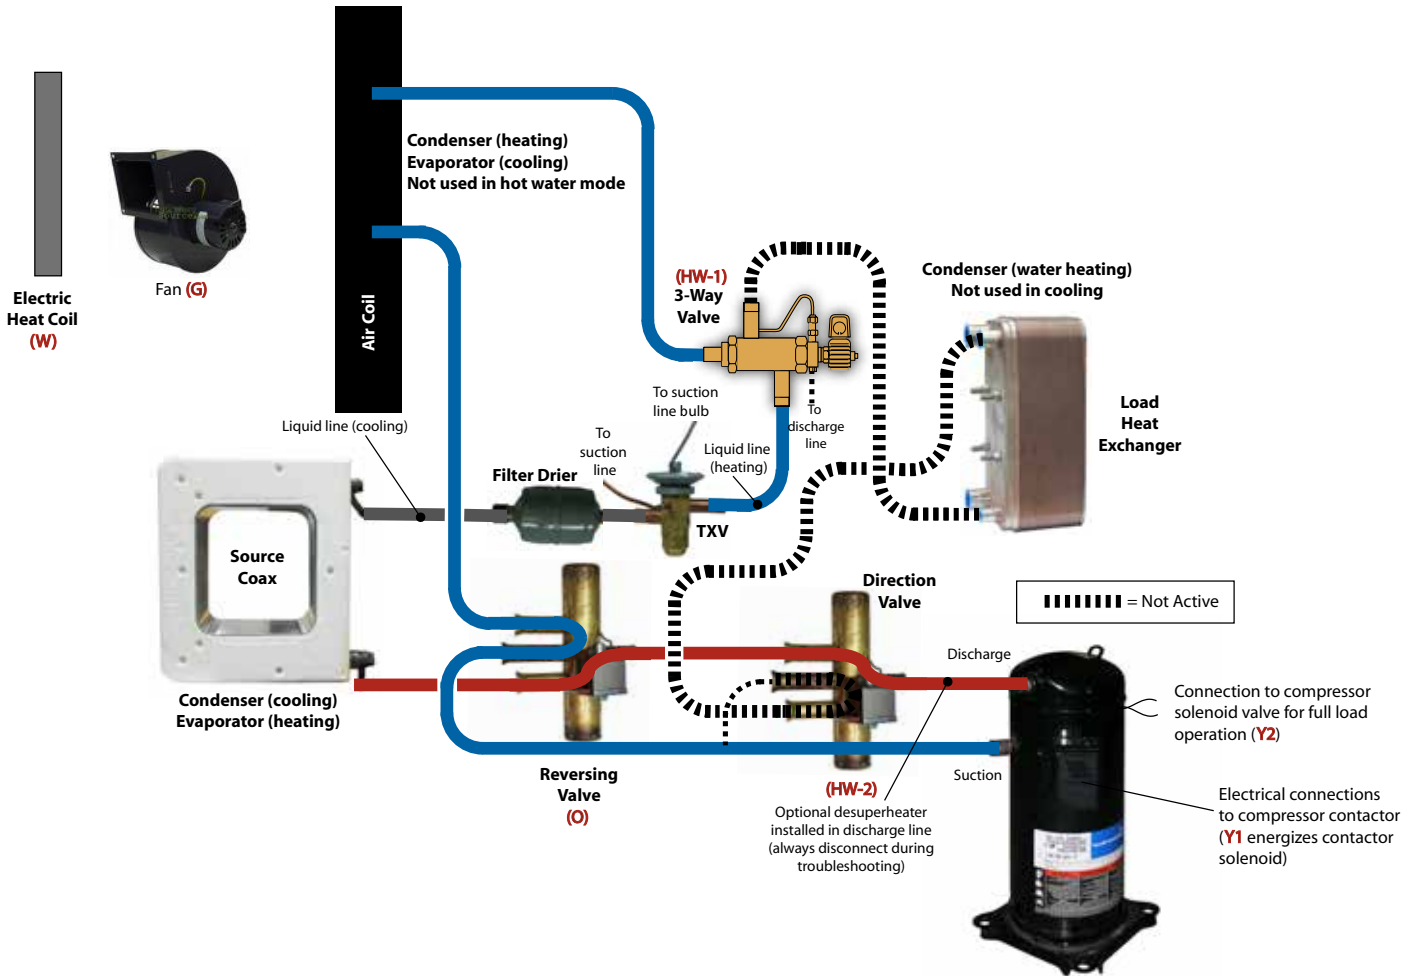 Condenser (heating)
Evaporator (cooling)
Not used in hot water mode
Electric
Heat Coil
(W)
Fan (G)
Air Coil
(HW-1)
3-Way
Valve
Condenser (water heating)
Not used in cooling
Load
Heat
Exchanger
To suction
line bulb
To
discharge
line
Liquid line (cooling)
To
suction
line
Liquid line
(heating)
Filter Drier
TXV
Source
Coax
Direction
Valve
= Not Active
Discharge
Condenser (cooling)
Evaporator (heating)
Connection to compressor
solenoid valve for full load
operation (Y2)
Suction
Reversing
Valve
(O)
(HW-2)
Optional desuperheater
installed in discharge line
(always disconnect during
troubleshooting)
Electrical connections
to compressor contactor
(Y1 energizes contactor
solenoid)